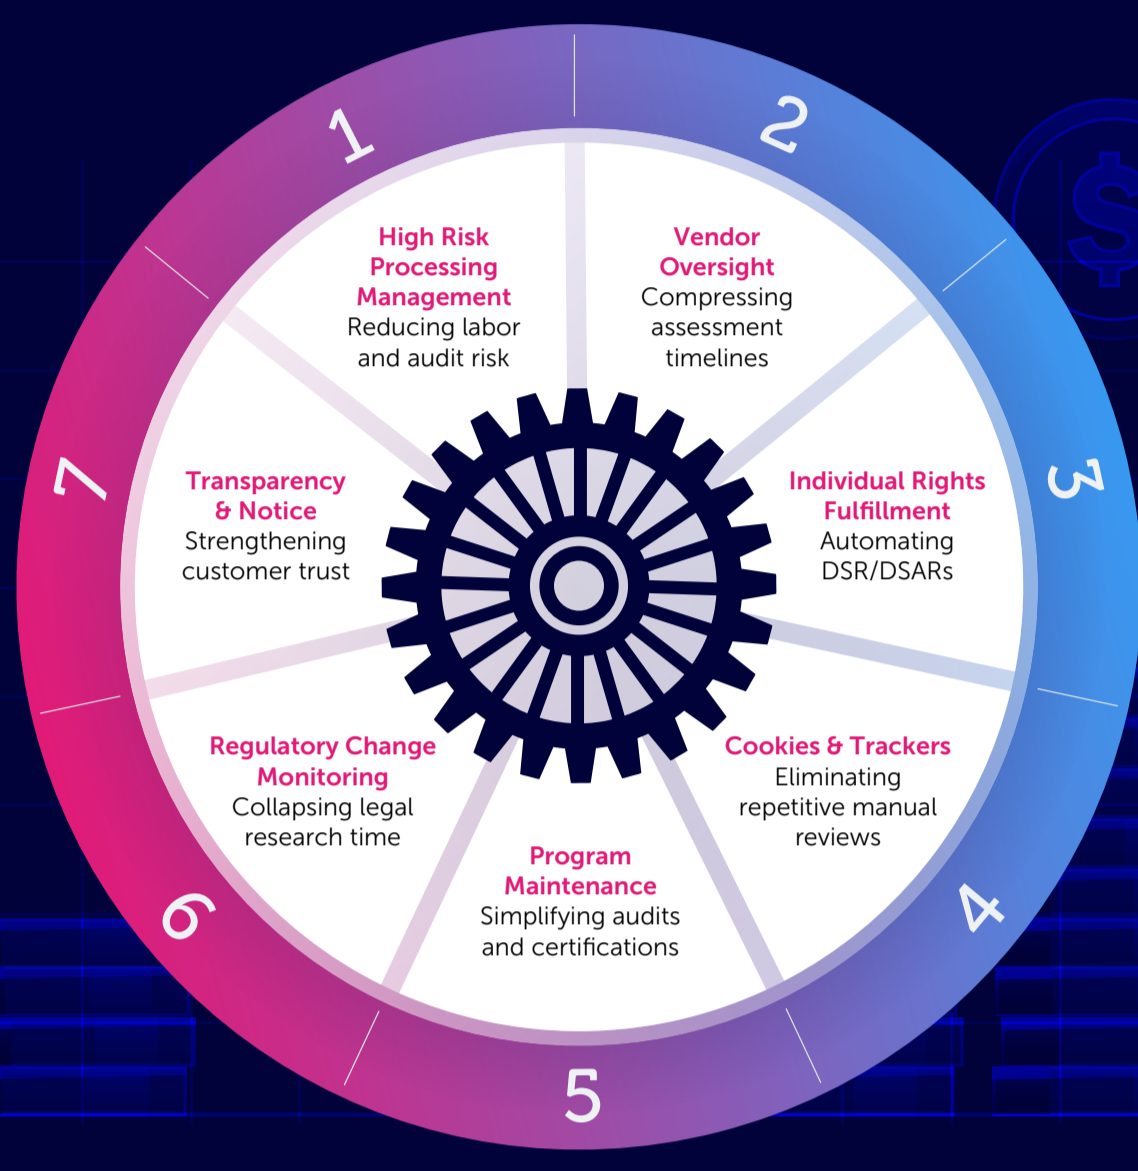 1
High Risk
Processing
Management
Reducing labor
and audit risk
2
Vendor
Oversight
Compressing
assessment
timelines
3
Individual Rights
Fulfillment
Automating
DSR/DSARs
4
Cookies & Trackers
Eliminating
repetitive manual
reviews
5
Program
Maintenance
Simplifying audits
and certifications
6
Regulatory Change
Monitoring
Collapsing legal
research time
7
Transparency
& Notice
Strengthening
customer trust
$